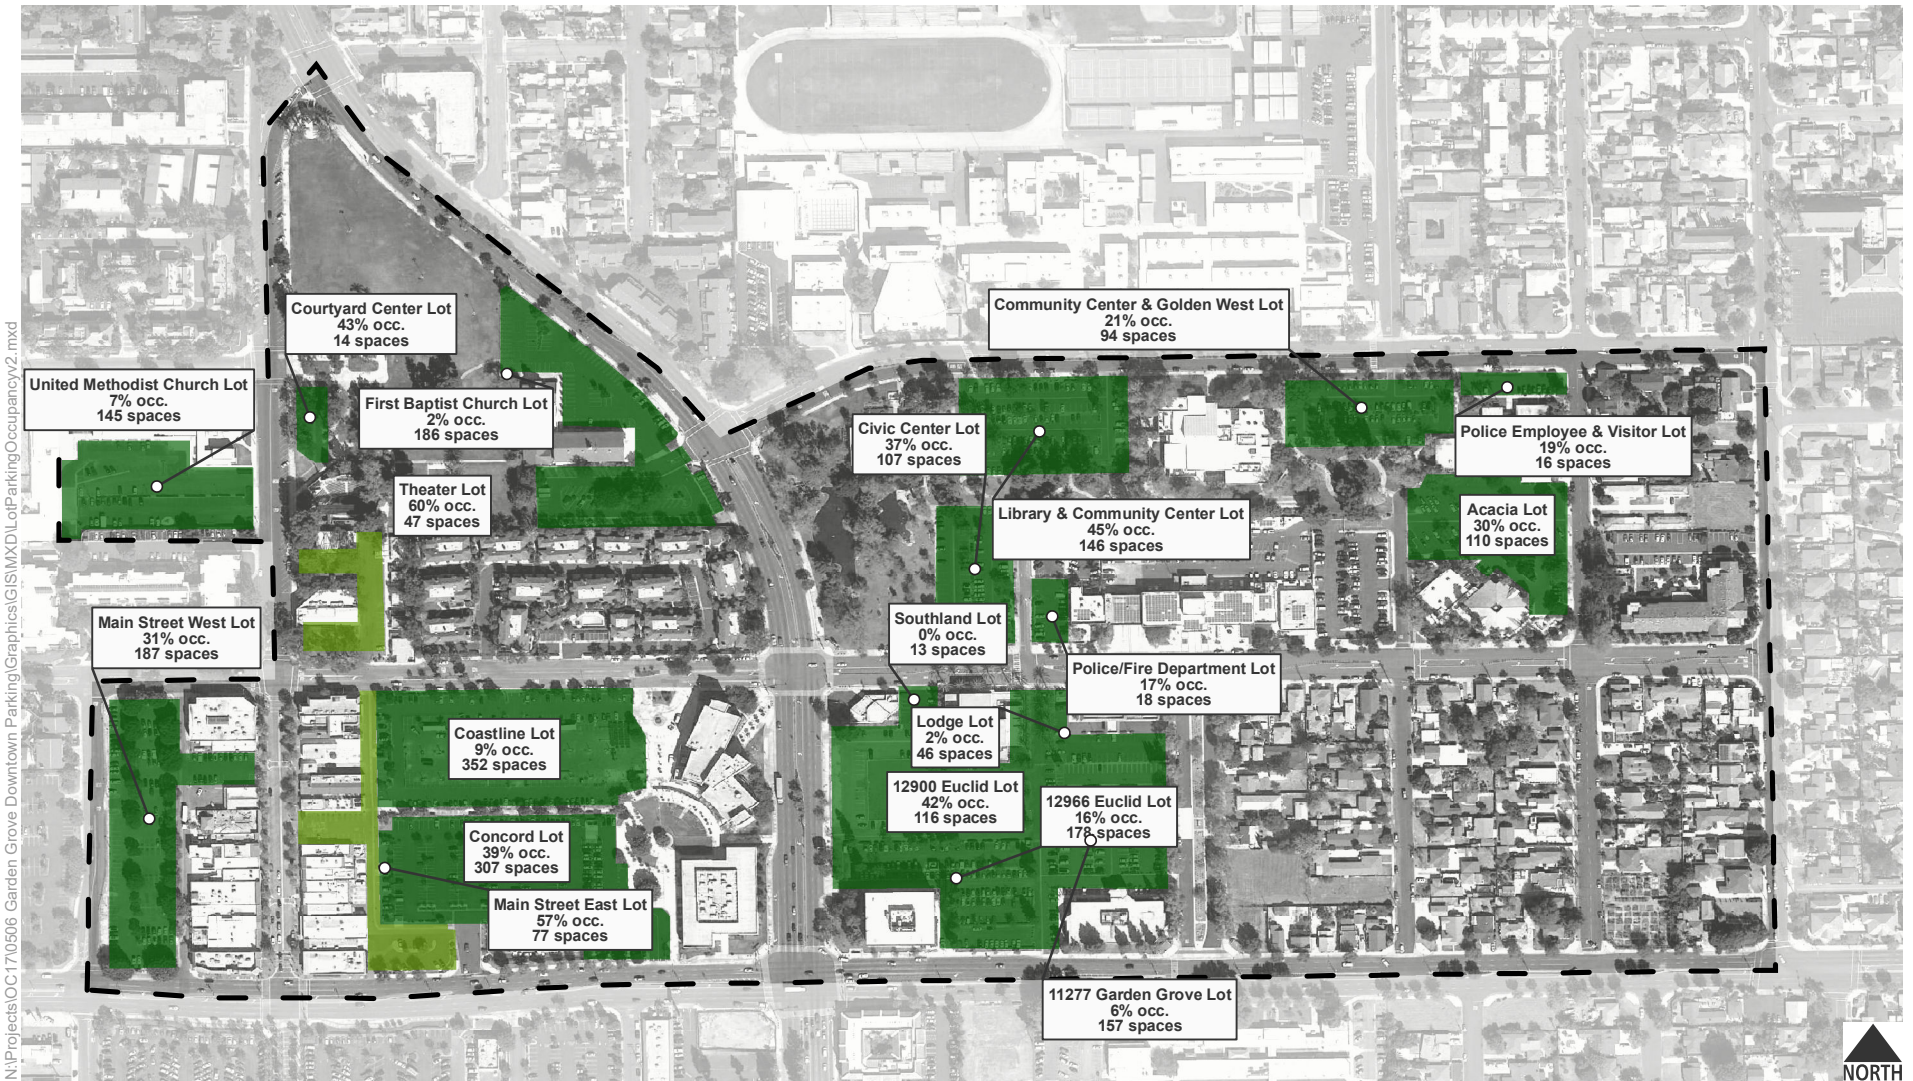 Community Center & Golden West Lot
21% occ.
94 spaces
Courtyard Center Lot
43% occ.
14 spaces
United Methodist Church Lot
7% occ.
145 spaces
First Baptist Church Lot
2% occ.
186 spaces
Civic Center Lot
37% occ.
107 spaces
Police Employee & Visitor Lot
19% occ.
16 spaces
Theater Lot
60% occ.
47 spaces
Library & Community Center Lot
45% occ.
146 spaces
Acacia Lot
30% occ.
110 spaces
Main Street West Lot
31% occ.
187 spaces
Southland Lot
0% occ.
13 spaces
Police/Fire Department Lot
17% occ.
18 spaces
Coastline Lot
9% occ.
352 spaces
Lodge Lot
2% occ.
46 spaces
12900 Euclid Lot
42% occ.
116 spaces
12966 Euclid Lot
16% occ.
178 spaces
Concord Lot
39% occ.
307 spaces
Main Street East Lot
57% occ.
77 spaces
11277 Garden Grove Lot
6% occ.
157 spaces
NORTH
N:\Projects\OC17\0506 Garden Grove Downtown Parking\Graphics\GIS\MXD\LotParkingOccupancyv2.mxd